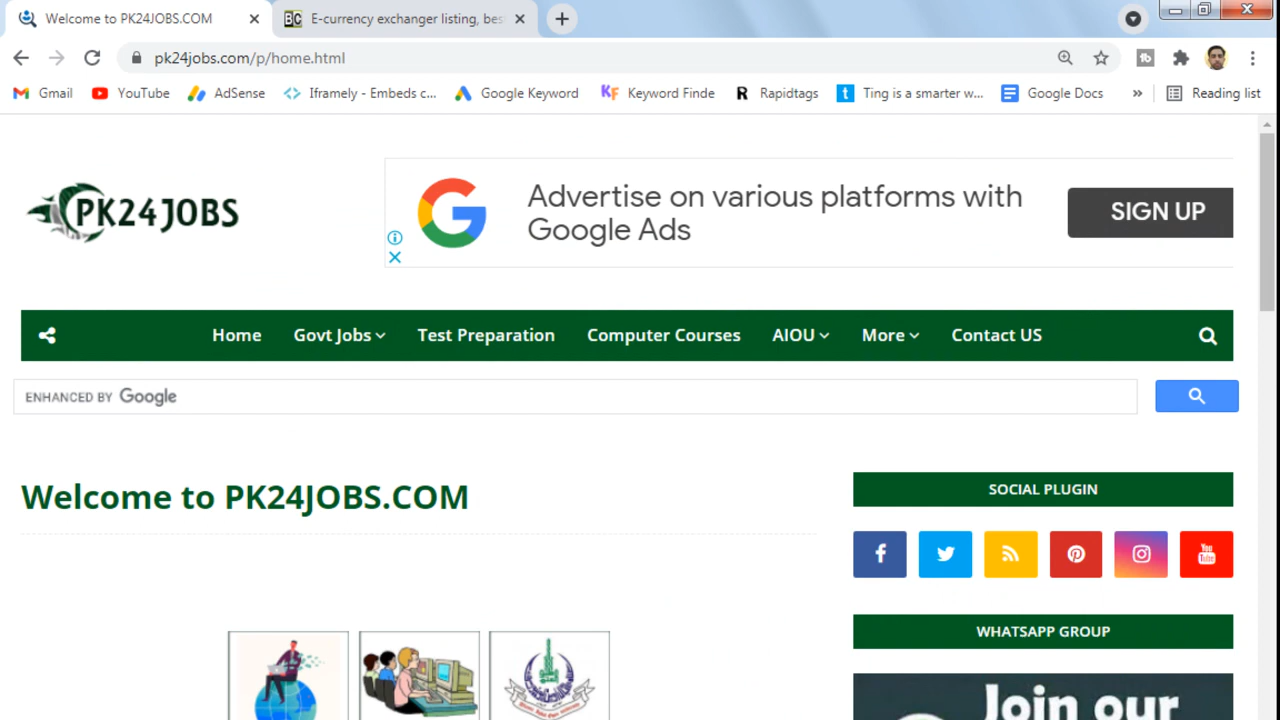 Welcome to PK24JOBS.COM
E-currency exchanger listing, bes
pk24jobs.com/p/home.html
Gmail
YouTube
AdSense
Iframely - Embeds c...
Google Keyword
Keyword Finde
Rapidtags
Ting is a smarter w...
Google Docs
»
Reading list
PK24JOBS
Advertise on various platforms with
Google Ads
SIGN UP
Home
Govt Jobs
Test Preparation
Computer Courses
AIOU
More
Contact US
ENHANCED BY Google
Welcome to PK24JOBS.COM
SOCIAL PLUGIN
WHATSAPP GROUP
Join our